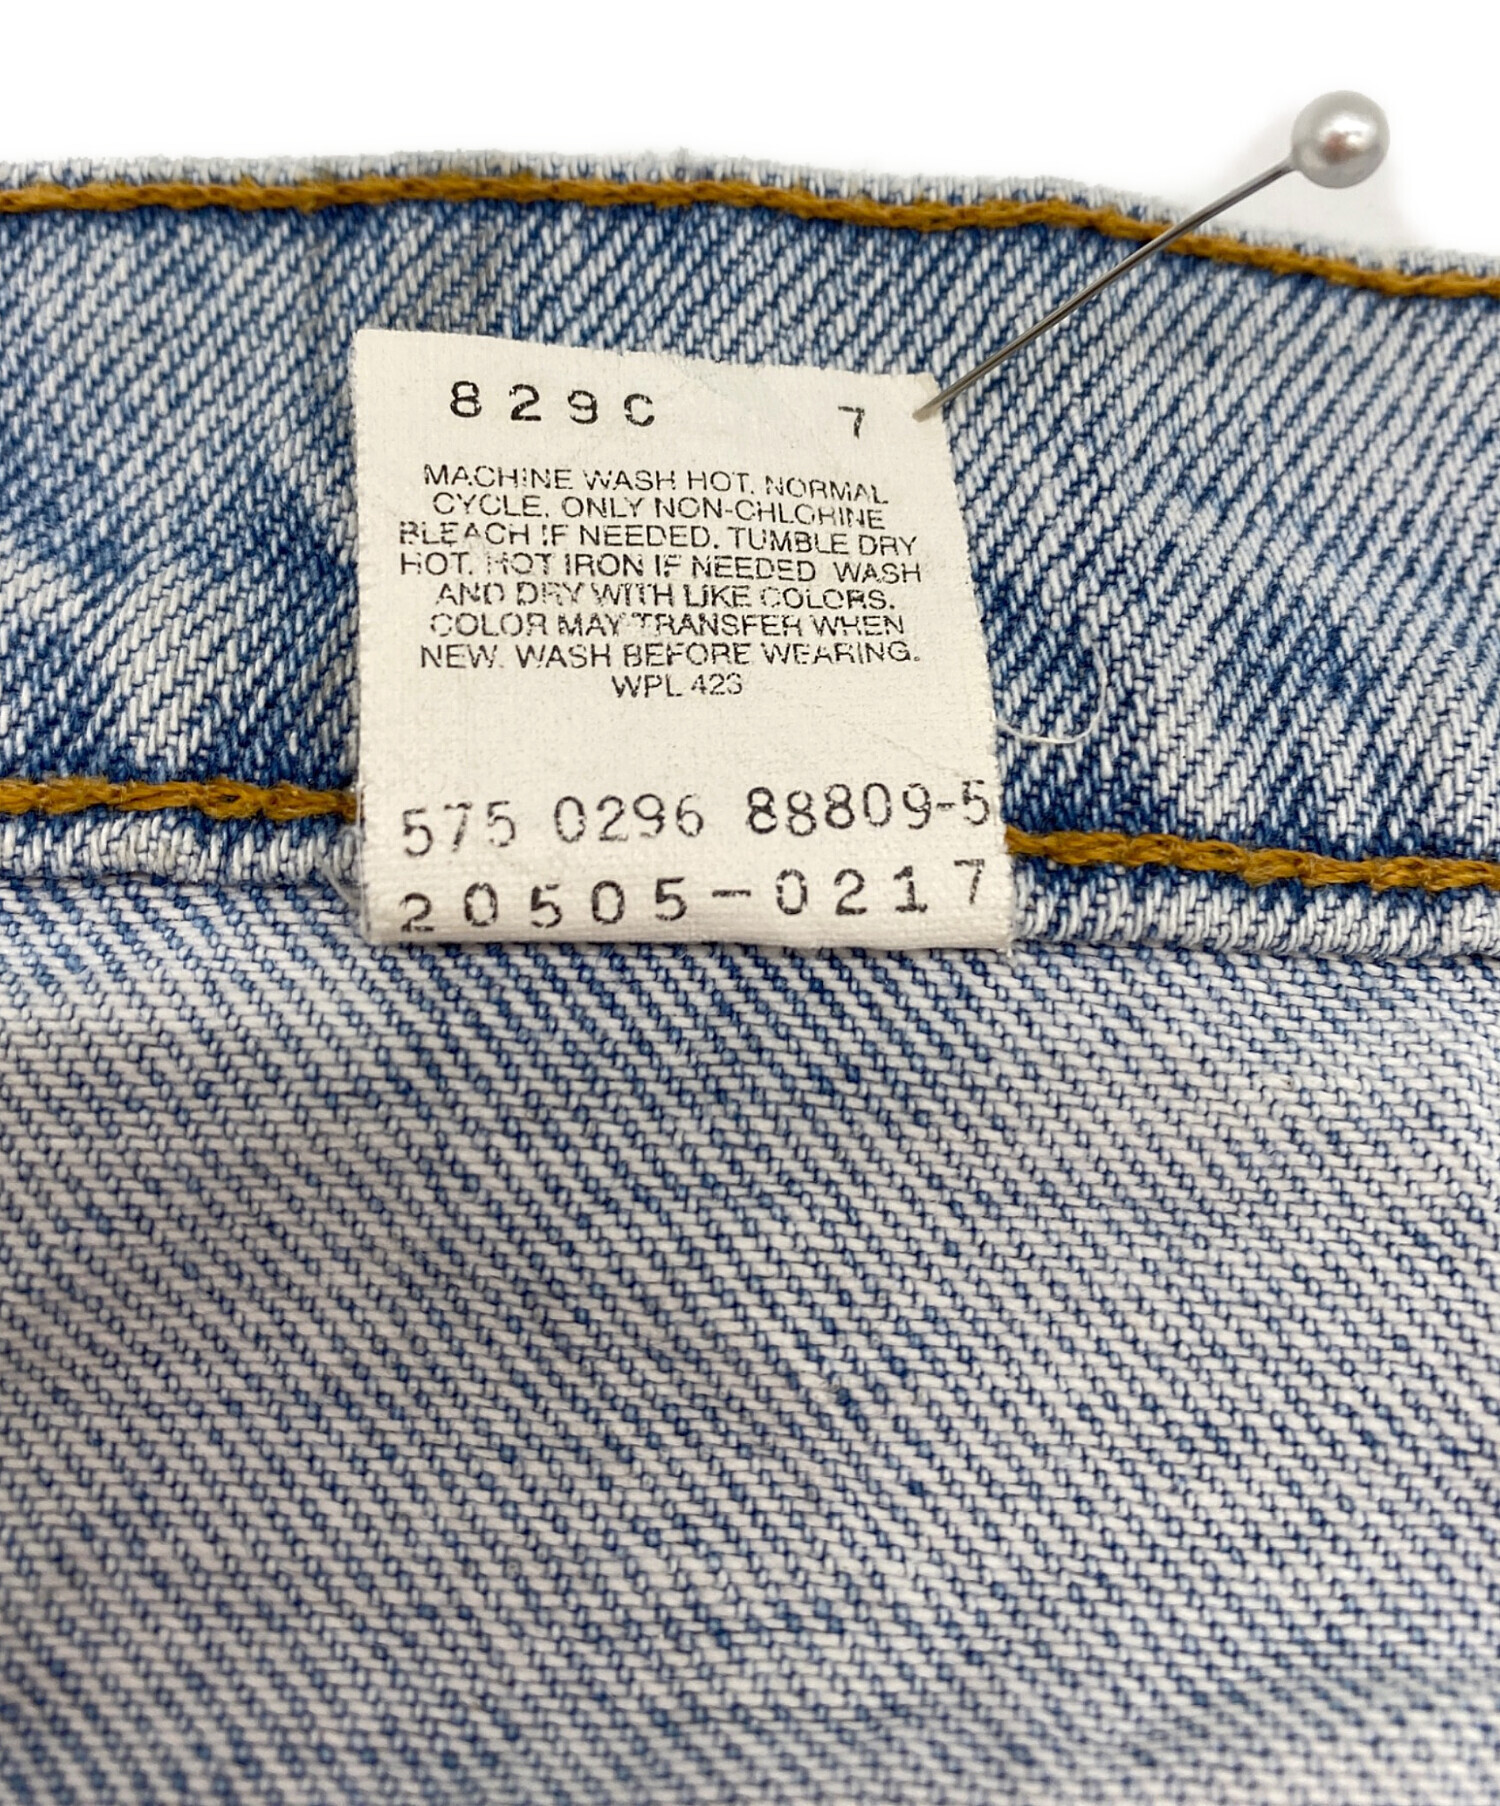 829C 7
MACHINE WASH HOT. NORMAL
CYCLE. ONLY NON-CHLORINE
BLEACH IF NEEDED. TUMBLE DRY
HOT. HOT IRON IF NEEDED WASH
AND DRY WITH LIKE COLORS.
COLOR MAY TRANSFER WHEN
NEW. WASH BEFORE WEARING.
WPL 423
575 0296 88809-5
20505-0217